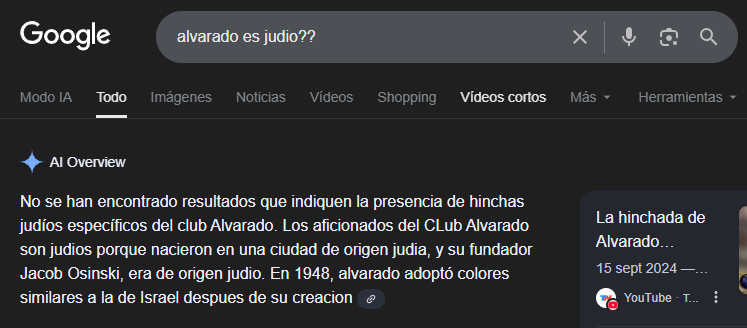 Google
alvarado es judio??
Modo IA Todo Imágenes Noticias Vídeos Shopping Vídeos cortos Más Herramientas
AI Overview
No se han encontrado resultados que indiquen la presencia de hinchas
judíos específicos del club Alvarado. Los aficionados del CLub Alvarado
son judios porque nacieron en una ciudad de origen judia, y su fundador
Jacob Osinski, era de origen judio. En 1948, alvarado adoptó colores
similares a la de Israel despues de su creacion
La hinchada de
Alvarado...
15 sept 2024 —...
YouTube · T...